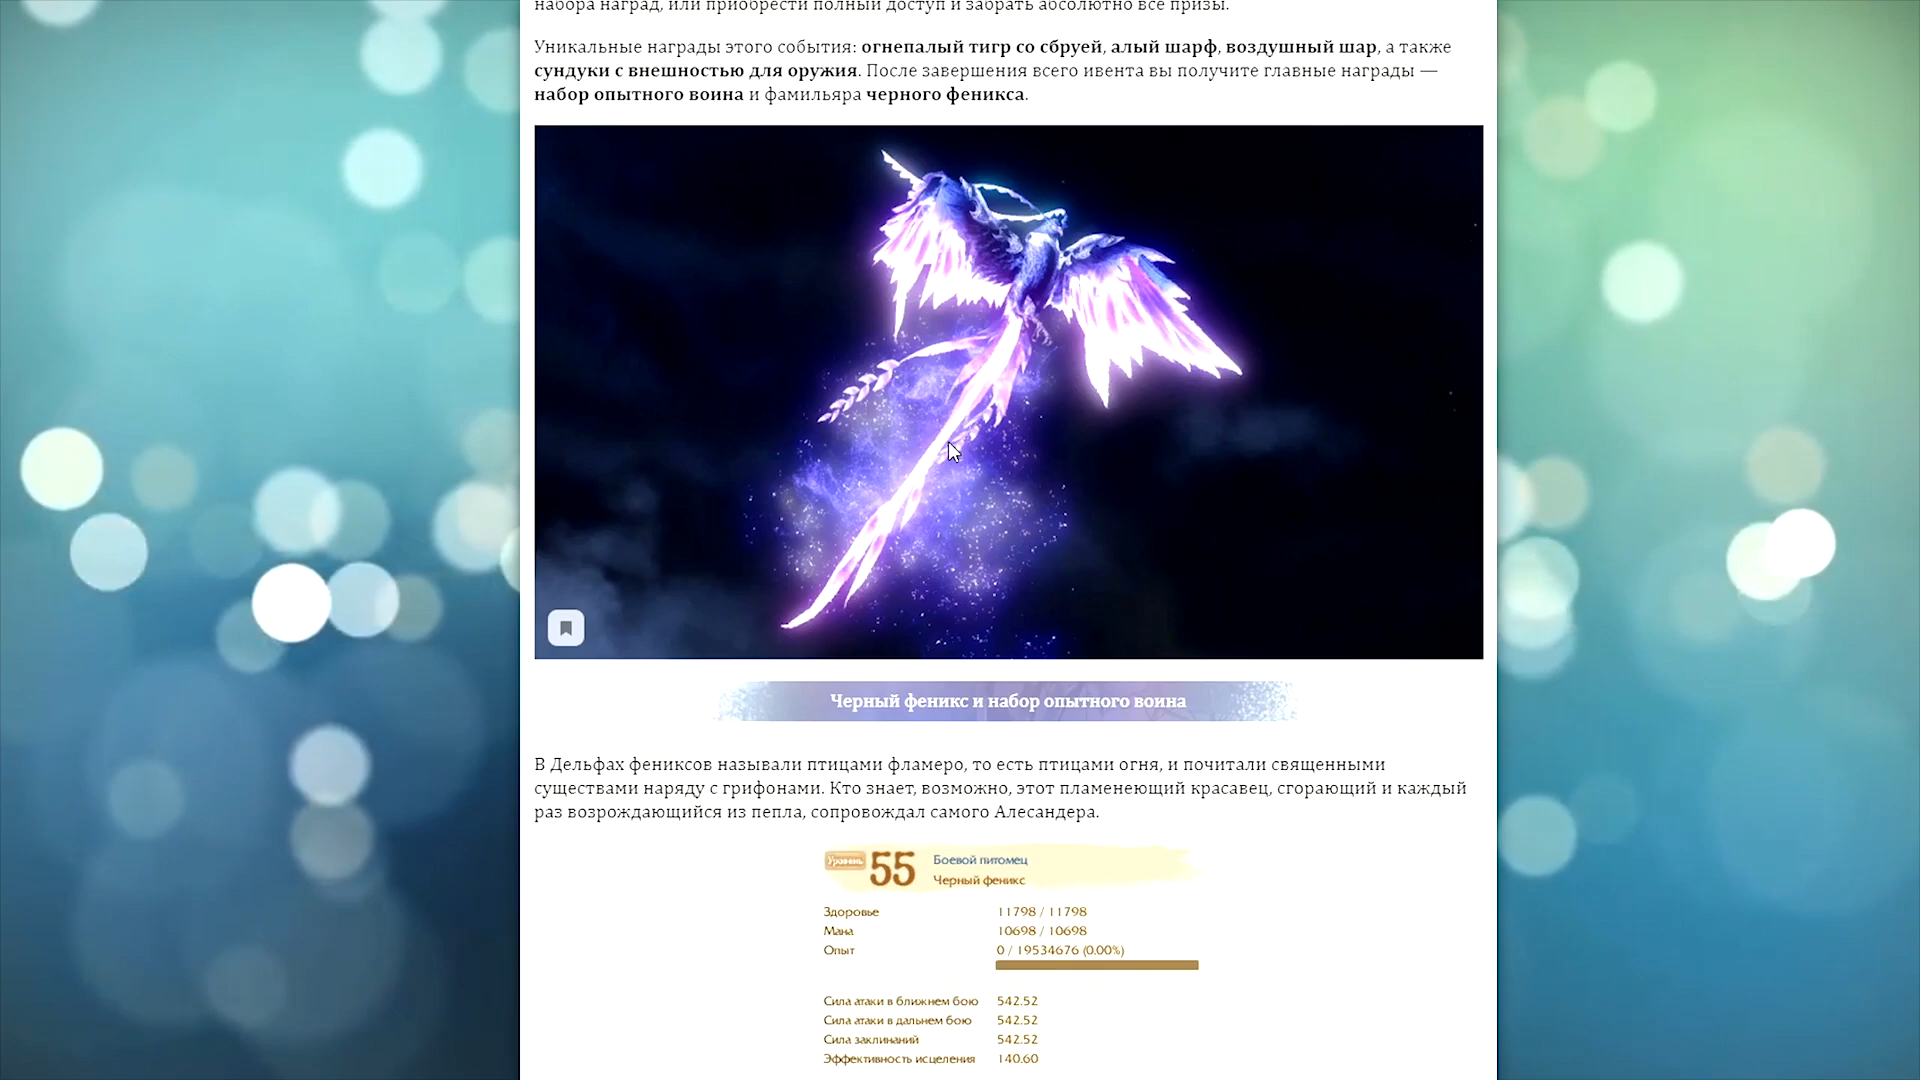 набора наград, или приобрести полный доступ и забрать абсолютно все призы.
Уникальные награды этого события: огнепалый тигр со сбруей, алый шарф, воздушный шар, а также
сундуки с внешностью для оружия. После завершения всего ивента вы получите главные награды —
набор опытного воина и фамильяра черного феникса.
Черный феникс и набор опытного воина
В Дельфах фениксов называли птицами фламеро, то есть птицами огня, и почитали священными
существами наряду с грифонами. Кто знает, возможно, этот пламенеющий красавец, сгорающий и каждый
раз возрождающийся из пепла, сопровождал самого Алесандера.
Уровень 55 Боевой питомец
Черный феникс
Здоровье 11798 / 11798
Мана 10698 / 10698
Опыт 0 / 19534676 (0.00%)
Сила атаки в ближнем бою 542.52
Сила атаки в дальнем бою 542.52
Сила заклинаний 542.52
Эффективность исцеления 140.60